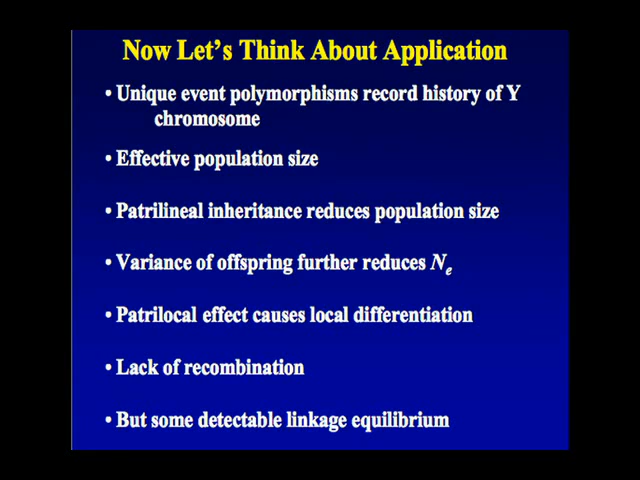 Now Let's Think About Application
• Unique event polymorphisms record history of Y
chromosome
• Effective population size
• Patrilineal inheritance reduces population size
• Variance of offspring further reduces Ne
• Patrilocal effect causes local differentiation
• Lack of recombination
• But some detectable linkage equilibrium